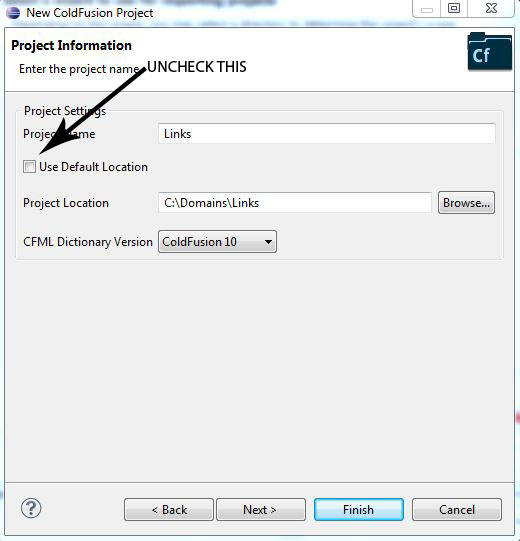 New ColdFusion Project
Project Information
Enter the project name
UNCHECK THIS
Cf
Project Settings
Project Name
Links
Use Default Location
Project Location
C:\Domains\Links
Browse...
CFML Dictionary Version
ColdFusion 10
?
< Back
Next >
Finish
Cancel